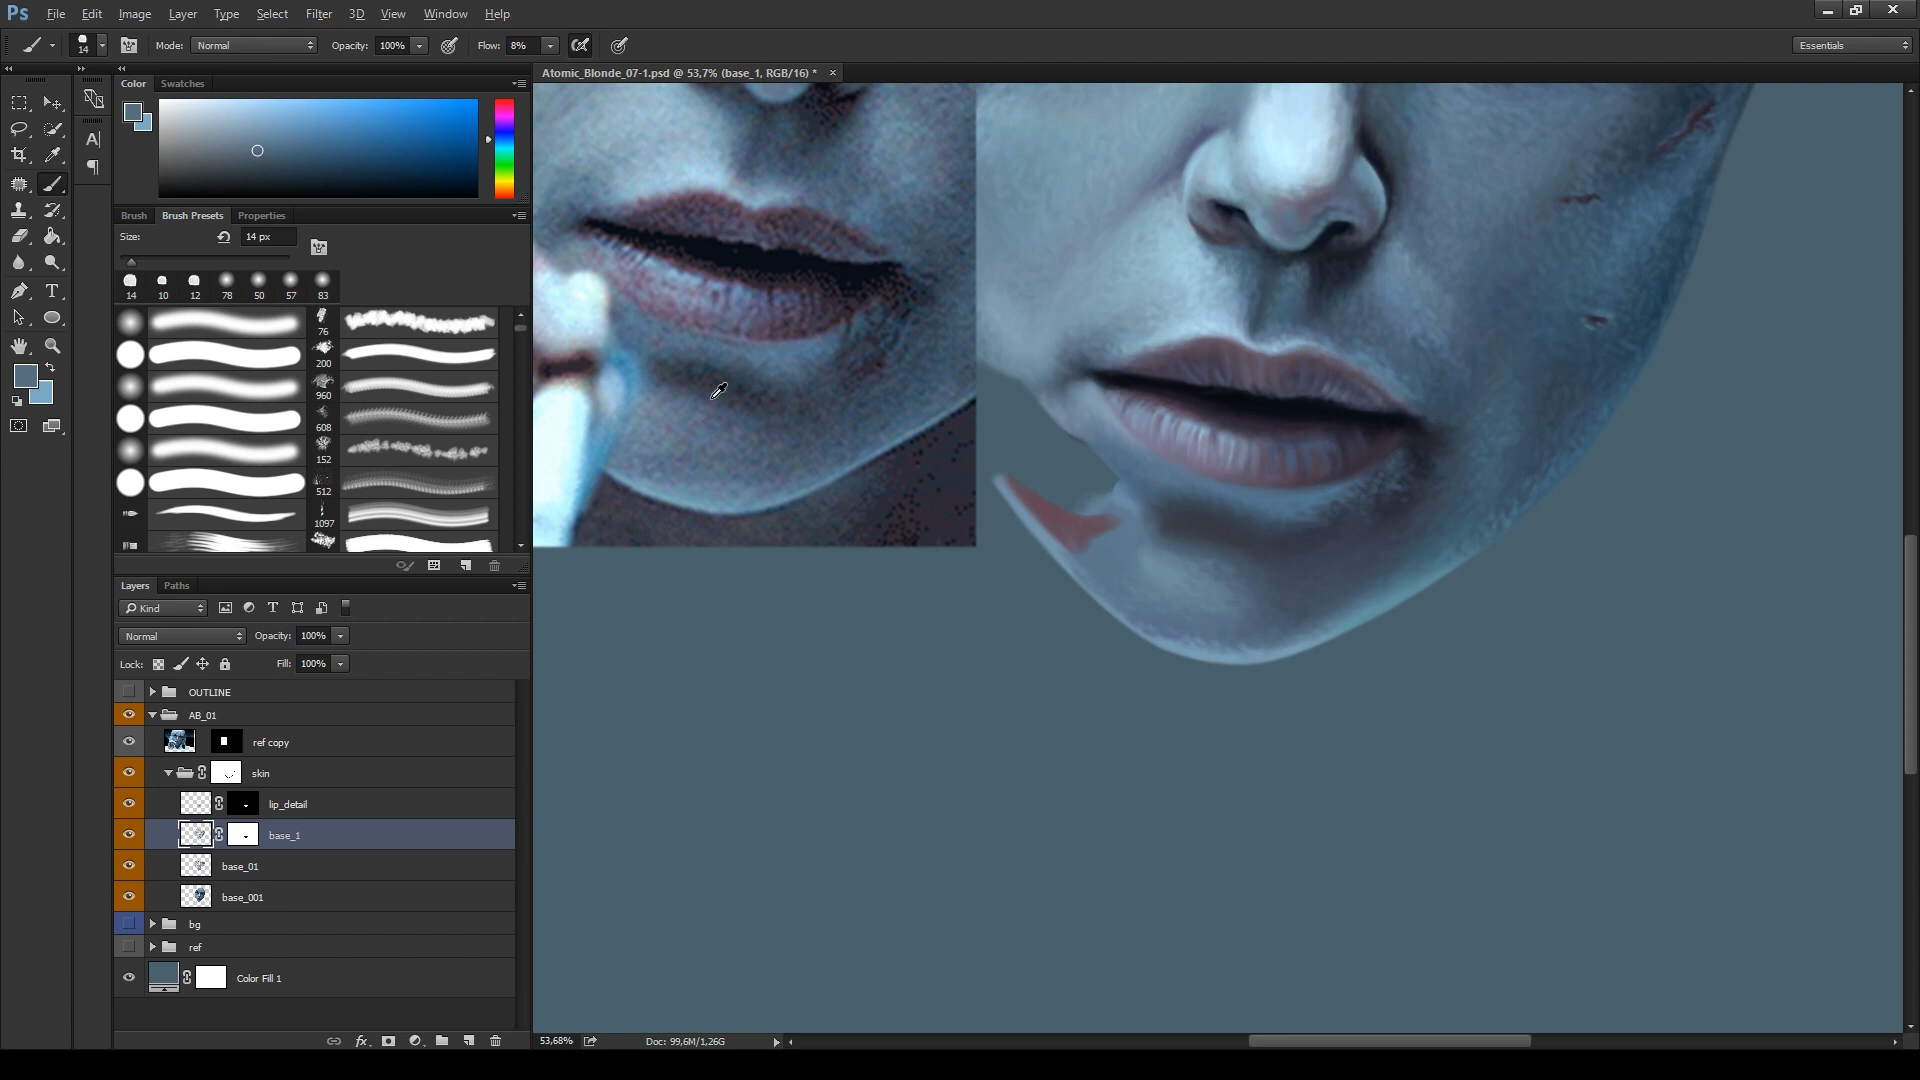 Ps File Edit Image Layer Type Select Filter 3D View Window Help
14 Mode: Normal Opacity: 100% Flow: 8% Essentials
Atomic_Blonde_07-1.psd @ 53,7% (base_1, RGB/16) * ×
Color Swatches
Brush Brush Presets Properties
Size: 14 px
14 10 12 78 50 57 83
76
200
960
608
152
512
1097
Layers Paths
Kind
Normal Opacity: 100%
Lock: Fill: 100%
OUTLINE
AB_01
ref copy
skin
lip_detail
base_1
base_01
base_001
bg
ref
Color Fill 1
53,68% Doc: 99,6M/1,26G